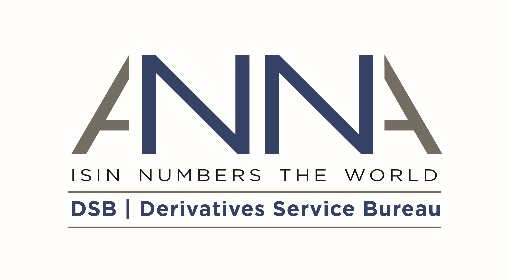 ANNA
ISIN NUMBERS THE WORLD
DSB | Derivatives Service Bureau